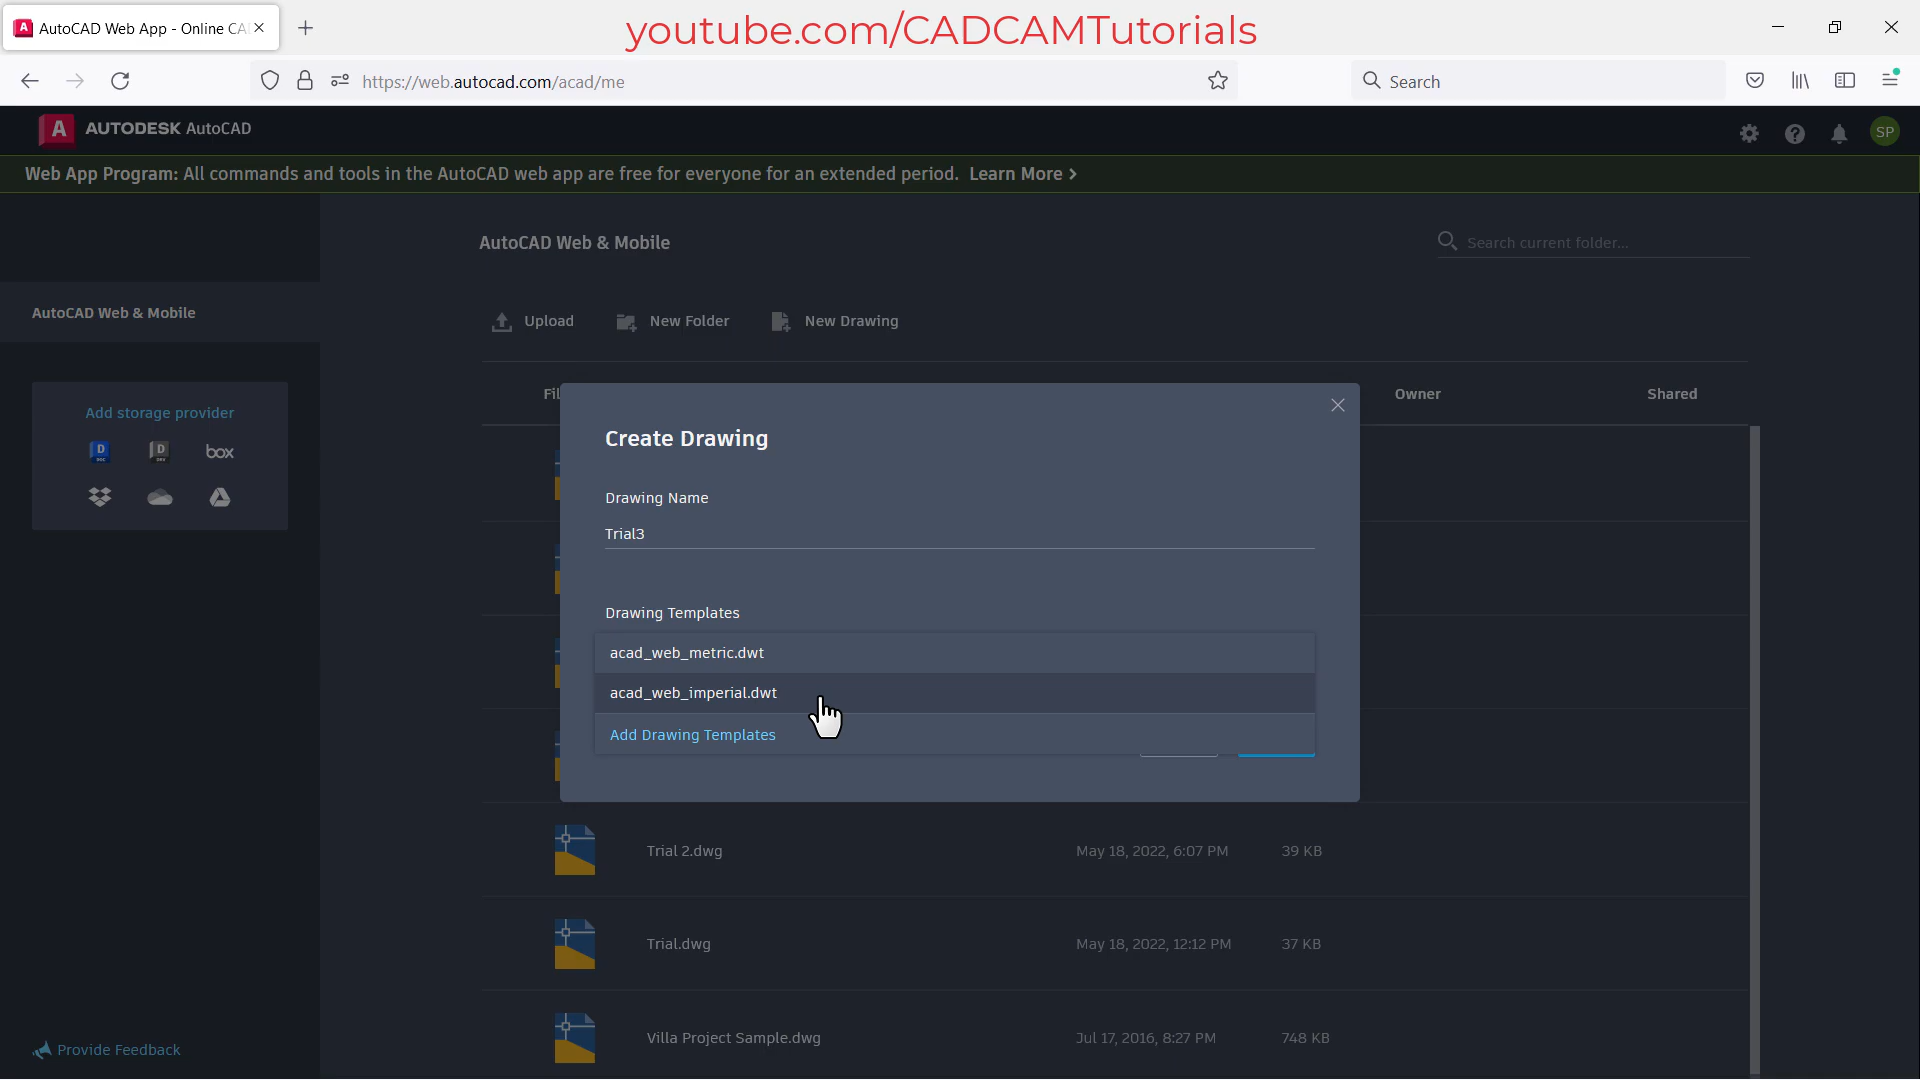 AutoCAD Web App - Online CA
youtube.com/CADCAMTutorials
https://web.autocad.com/acad/me
Search
A AUTODESK AutoCAD
SP
Web App Program: All commands and tools in the AutoCAD web app are free for everyone for an extended period. Learn More >
AutoCAD Web & Mobile
Search current folder...
AutoCAD Web & Mobile
Upload
New Folder
New Drawing
Fil
Owner
Shared
Add storage provider
box
Create Drawing
Drawing Name
Trial3
Drawing Templates
acad_web_metric.dwt
acad_web_imperial.dwt
Add Drawing Templates
Trial 2.dwg
May 18, 2022, 6:07 PM
39 KB
Trial.dwg
May 18, 2022, 12:12 PM
37 KB
Villa Project Sample.dwg
Jul 17, 2016, 8:27 PM
748 KB
Provide Feedback